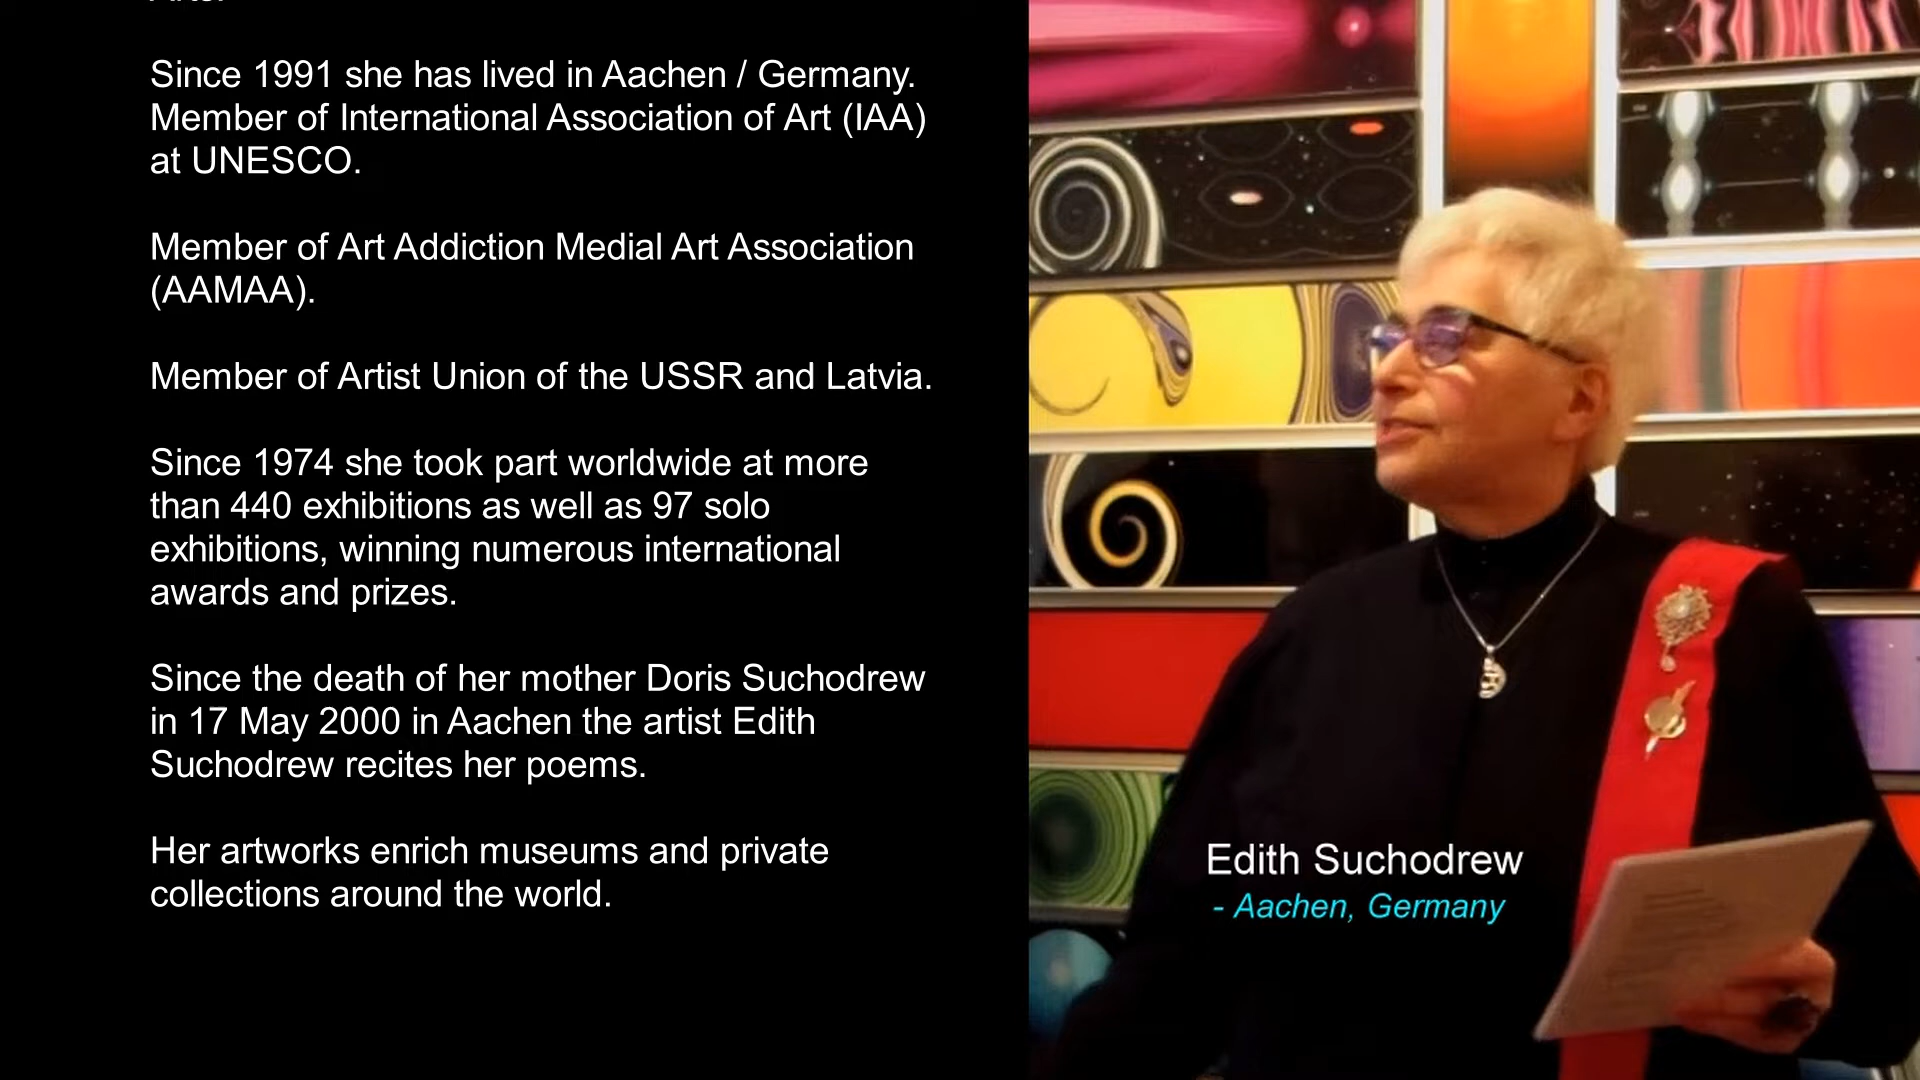 Since 1991 she has lived in Aachen / Germany.
Member of International Association of Art (IAA)
at UNESCO.
Member of Art Addiction Medial Art Association
(AAMAA).
Member of Artist Union of the USSR and Latvia.
Since 1974 she took part worldwide at more
than 440 exhibitions as well as 97 solo
exhibitions, winning numerous international
awards and prizes.
Since the death of her mother Doris Suchodrew
in 17 May 2000 in Aachen the artist Edith
Suchodrew recites her poems.
Her artworks enrich museums and private
collections around the world.
Edith Suchodrew
- Aachen, Germany